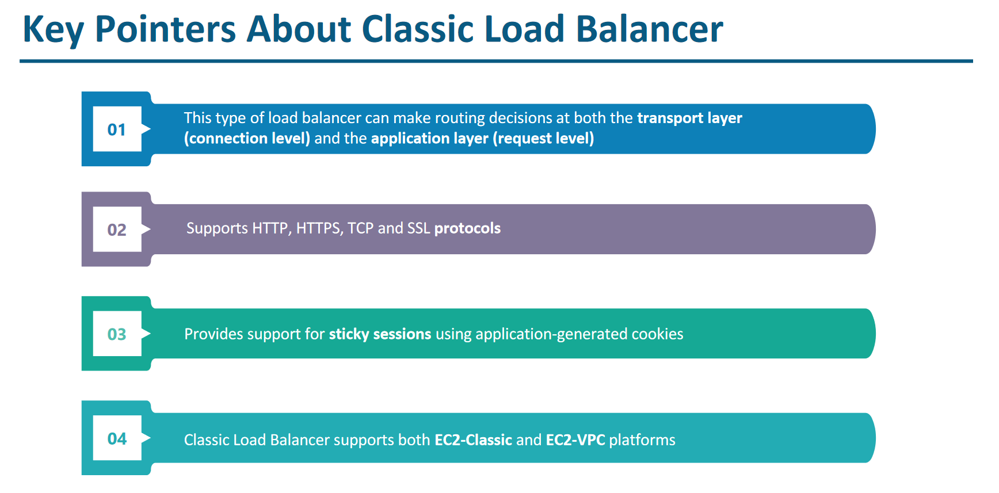 Key Pointers About Classic Load Balancer
01
This type of load balancer can make routing decisions at both the transport layer
(connection level) and the application layer (request level)
02
Supports HTTP, HTTPS, TCP and SSL protocols
03
Provides support for sticky sessions using application-generated cookies
04
Classic Load Balancer supports both EC2-Classic and EC2-VPC platforms